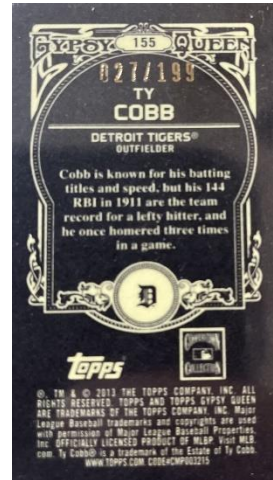 GYPSY 155 QUEEN
027/199
TY
COBB
DETROIT TIGERS®
OUTFIELDER
Cobb is known for his batting
titles and speed, but his 144
RBI in 1911 are the team
record for a lefty hitter, and
he once homered three times
in a game.
D
Topps
COOPERSTOWN
COLLECTION
®, TM & © 2013 THE TOPPS COMPANY, INC. ALL
RIGHTS RESERVED. TOPPS AND TOPPS GYPSY QUEEN
ARE TRADEMARKS OF THE TOPPS COMPANY, INC. Major
League Baseball trademarks and copyrights are used
with permission of Major League Baseball Properties,
Inc. OFFICIALLY LICENSED PRODUCT OF MLBP. Visit MLB.
com. Ty Cobb® is a trademark of the Estate of Ty Cobb.
WWW.TOPPS.COM. CODE#CMP003215